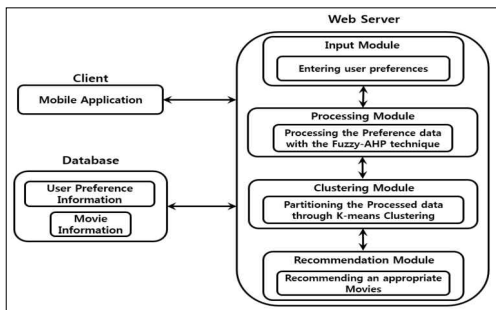 Web Server
Input Module
Entering user preferences
Client
Mobile Application
Processing Module
Processing the Preference data
with the Fuzzy-AHP technique
Database
User Preference
Information
Movie
Information
Clustering Module
Partitioning the Processed data
through K-means Clustering
Recommendation Module
Recommending an appropriate
Movies